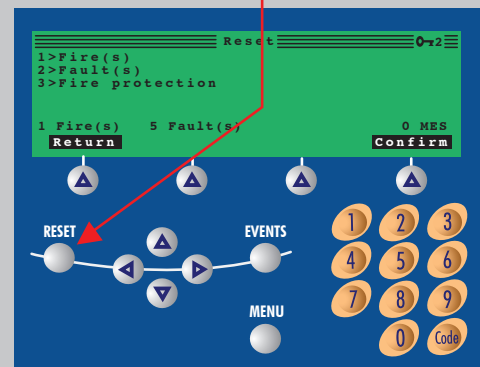 Reset 2
1>Fire(s)
2>Fault(s)
3>Fire protection
1 Fire(s) 5 Fault(s) 0 MES
Return Confirm
RESET EVENTS 1 2 3
4 5 6
7 8 9
MENU
0 Code